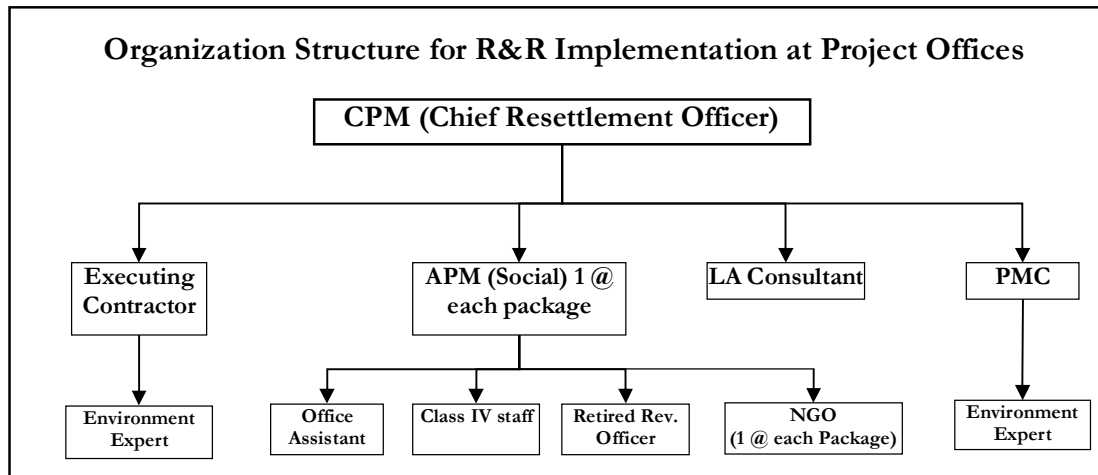 Organization Structure for R&R Implementation at Project Offices
CPM (Chief Resettlement Officer)
Executing
Contractor
APM (Social) 1 @
each package
LA Consultant
PMC
Environment
Expert
Office
Assistant
Class IV staff
Retired Rev.
Officer
NGO
(1 @ each Package)
Environment
Expert